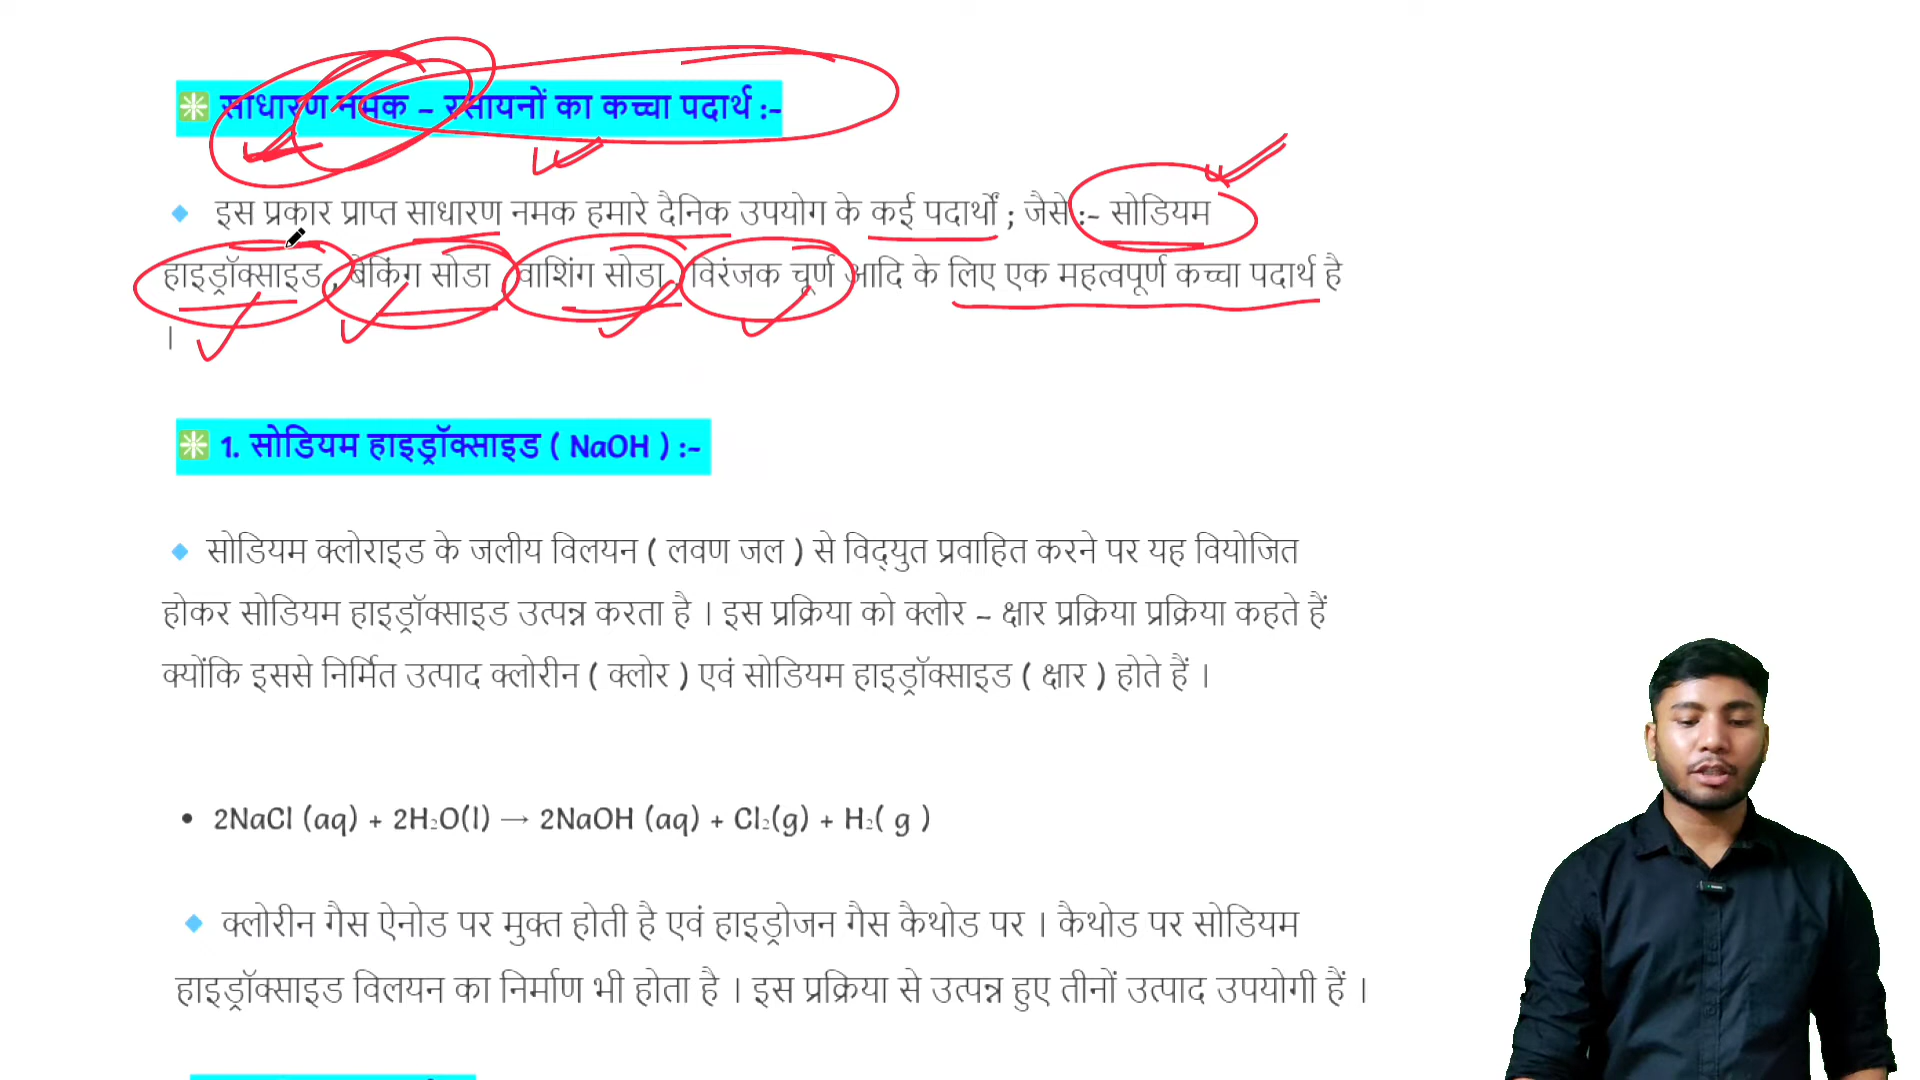 साधारण नमक – रसायनों का कच्चा पदार्थ :-
इस प्रकार प्राप्त साधारण नमक हमारे दैनिक उपयोग के कई पदार्थों ; जैसे :- सोडियम
हाइड्रॉक्साइड , बेकिंग सोडा , वाशिंग सोडा , विरंजक चूर्ण आदि के लिए एक महत्वपूर्ण कच्चा पदार्थ है
।
1. सोडियम हाइड्रॉक्साइड ( NaOH ) :-
सोडियम क्लोराइड के जलीय विलयन ( लवण जल ) से विद्युत प्रवाहित करने पर यह वियोजित
होकर सोडियम हाइड्रॉक्साइड उत्पन्न करता है । इस प्रक्रिया को क्लोर – क्षार प्रक्रिया प्रक्रिया कहते हैं
क्योंकि इससे निर्मित उत्पाद क्लोरीन ( क्लोर ) एवं सोडियम हाइड्रॉक्साइड ( क्षार ) होते हैं ।
• 2NaCl (aq) + 2H₂O(l) → 2NaOH (aq) + Cl₂(g) + H₂( g )
क्लोरीन गैस ऐनोड पर मुक्त होती है एवं हाइड्रोजन गैस कैथोड पर । कैथोड पर सोडियम
हाइड्रॉक्साइड विलयन का निर्माण भी होता है । इस प्रक्रिया से उत्पन्न हुए तीनों उत्पाद उपयोगी हैं ।